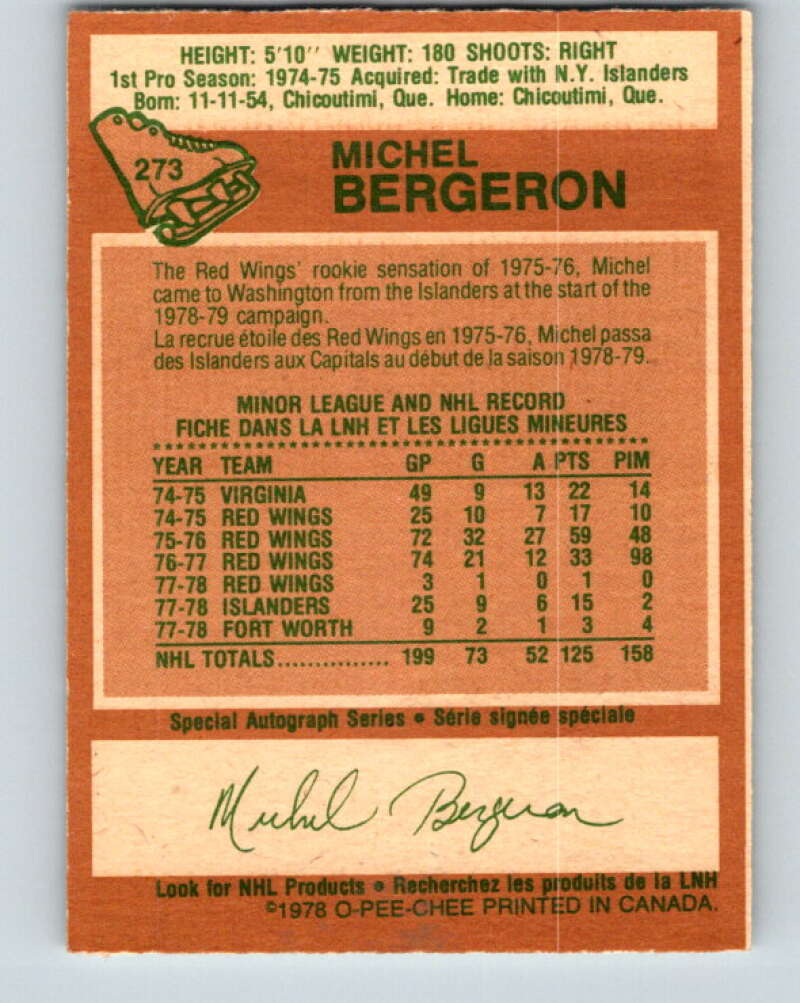 HEIGHT: 5'10'' WEIGHT: 180 SHOOTS: RIGHT
1st Pro Season: 1974-75 Acquired: Trade with N.Y. Islanders
Born: 11-11-54, Chicoutimi, Que. Home: Chicoutimi, Que.
273
MICHEL
BERGERON
The Red Wings' rookie sensation of 1975-76, Michel
came to Washington from the Islanders at the start of the
1978-79 campaign.
La recrue étoile des Red Wings en 1975-76, Michel passa
des Islanders aux Capitals au début de la saison 1978-79.
MINOR LEAGUE AND NHL RECORD
FICHE DANS LA LNH ET LES LIGUES MINEURES
YEAR TEAM GP G A PTS PIM
74-75 VIRGINIA 49 9 13 22 14
74-75 RED WINGS 25 10 7 17 10
75-76 RED WINGS 72 32 27 59 48
76-77 RED WINGS 74 21 12 33 98
77-78 RED WINGS 3 1 0 1 0
77-78 ISLANDERS 25 9 6 15 2
77-78 FORT WORTH 9 2 1 3 4
NHL TOTALS............... 199 73 52 125 158
Special Autograph Series • Série signée spéciale
Michel Bergeron
Look for NHL Products • Recherchez les produits de la LNH
©1978 O-PEE-CHEE PRINTED IN CANADA.